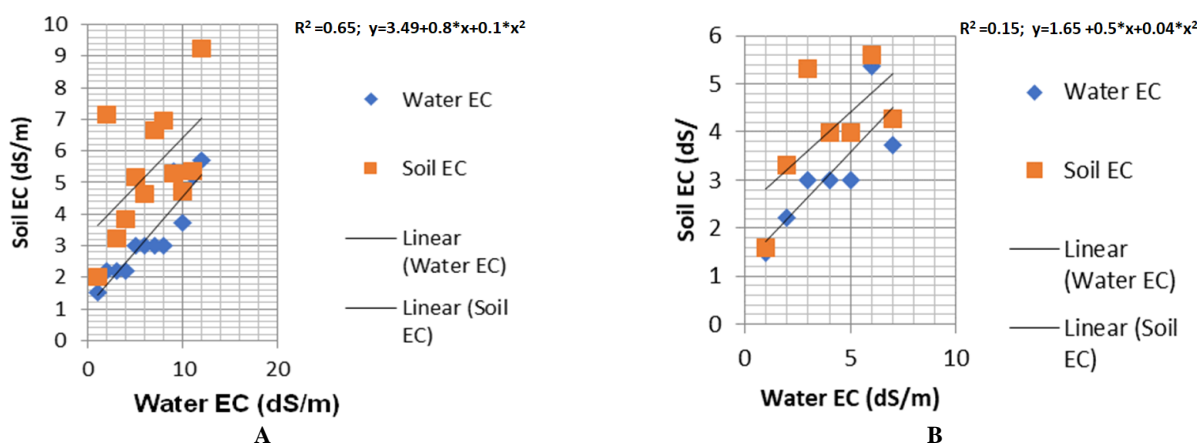 R² =0.65; y=3.49+0.8*x+0.1*x²
10
9
8
7
6
5
4
3
2
1
0
Soil EC (dS/m)
0 10 20
Water EC (dS/m)
Water EC
Soil EC
Linear
(Water EC)
Linear (Soil
EC)
A
R² =0.15; y=1.65 +0.5*x+0.04*x²
6
5
4
3
2
1
0
Soil EC (dS/
0 5 10
Water EC (dS/m)
Water EC
Soil EC
Linear
(Water EC)
Linear (Soil
EC)
B